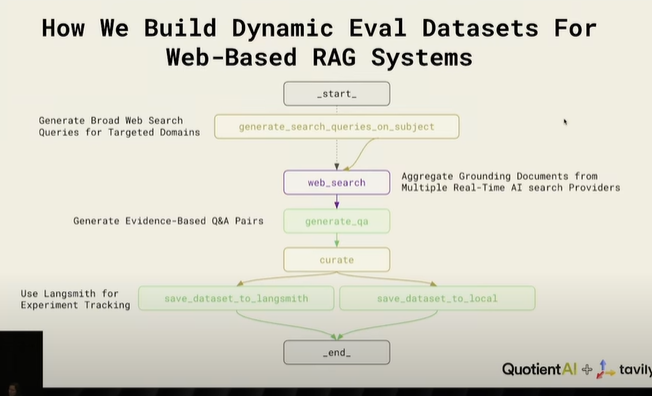 How We Build Dynamic Eval Datasets For
Web-Based RAG Systems
_start_
Generate Broad Web Search
Queries for Targeted Domains
generate_search_queries_on_subject
web_search
Aggregate Grounding Documents from
Multiple Real-Time AI search Providers
Generate Evidence-Based Q&A Pairs
generate_qa
curate
Use Langsmith for
Experiment Tracking
save_dataset_to_langsmith
save_dataset_to_local
_end_
QuotientAI + tavily